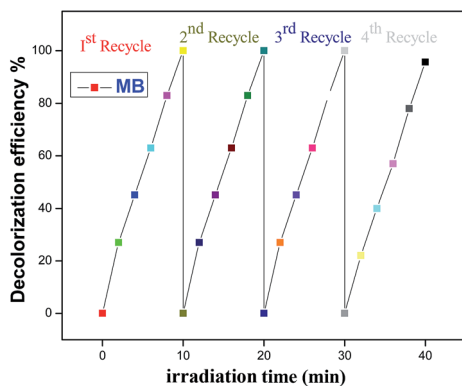 1st Recycle 2nd Recycle 3rd Recycle 4th Recycle
MB
100
80
60
40
20
0
Decolorization efficiency %
0 10 20 30 40
irradiation time (min)